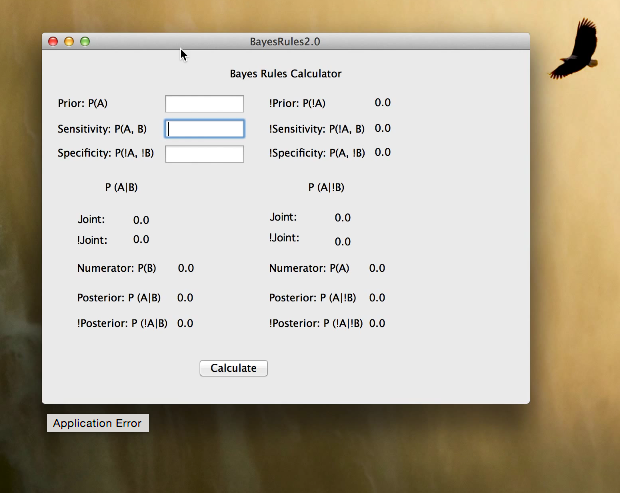 BayesRules2.0
Bayes Rules Calculator
Prior: P(A) !Prior: P(!A) 0.0
Sensitivity: P(A, B) !Sensitivity: P(!A, B) 0.0
Specificity: P(!A, !B) !Specificity: P(A, !B) 0.0
P (A|B) P (A|!B)
Joint: 0.0 Joint: 0.0
!Joint: 0.0 !Joint: 0.0
Numerator: P(B) 0.0 Numerator: P(A) 0.0
Posterior: P (A|B) 0.0 Posterior: P (A|!B) 0.0
!Posterior: P (!A|B) 0.0 !Posterior: P (!A|!B) 0.0
Calculate
Application Error